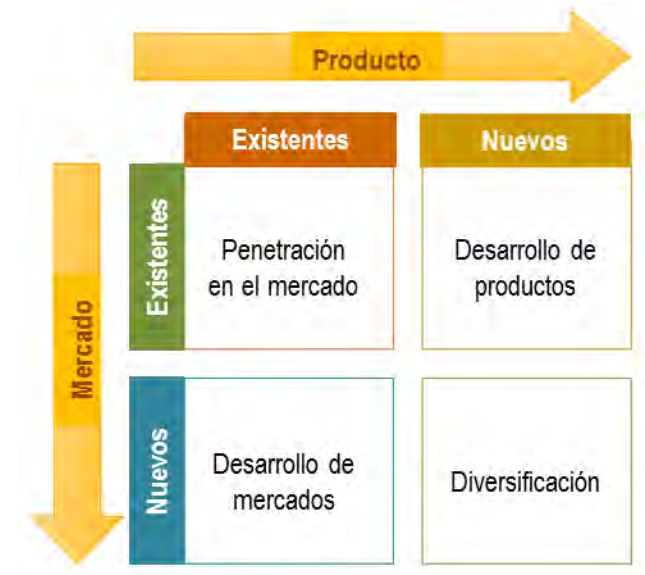 Producto
Existentes
Nuevos
Mercado
Existentes
Penetración
en el mercado
Desarrollo de
productos
Nuevos
Desarrollo de
mercados
Diversificación